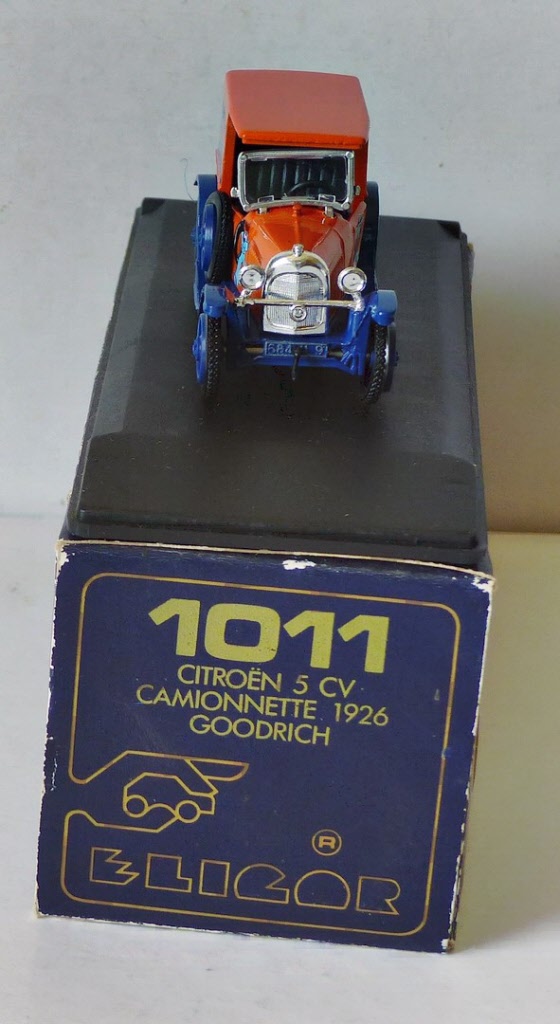 1011
CITROËN 5 CV
CAMIONNETTE 1926
GOODRICH
®
ELIGOR